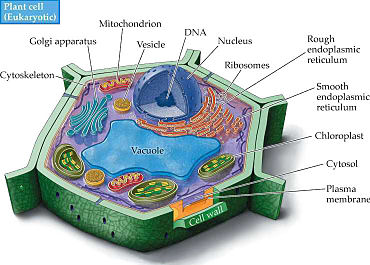 Plant cell
(Eukaryotic)
Mitochondrion
DNA
Golgi apparatus
Vesicle
Nucleus
Rough
endoplasmic
reticulum
Cytoskeleton
Ribosomes
Smooth
endoplasmic
reticulum
Chloroplast
Vacuole
Cytosol
Plasma
membrane
Cell wall